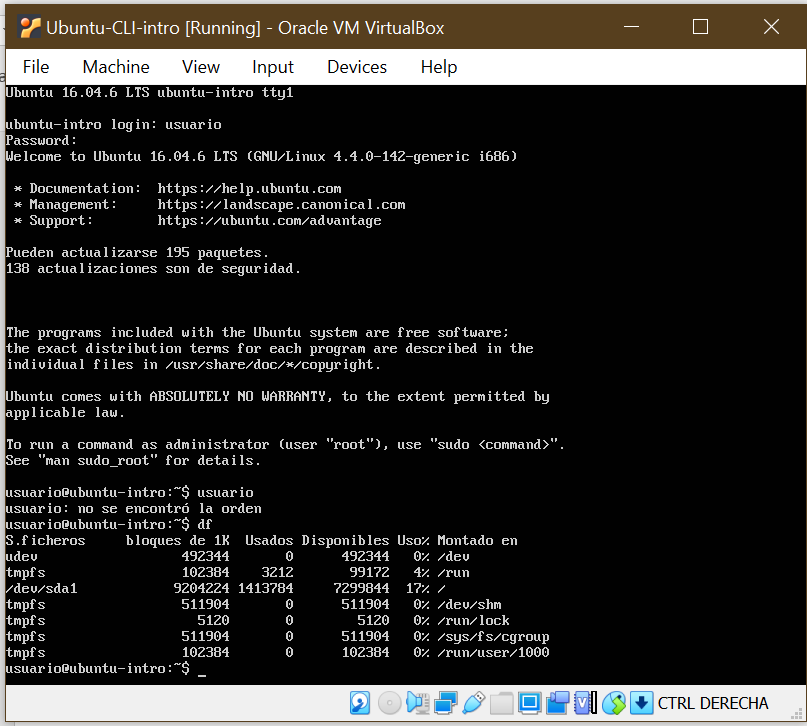 Ubuntu-CLI-intro [Running] - Oracle VM VirtualBox
File Machine View Input Devices Help
Ubuntu 16.04.6 LTS ubuntu-intro tty1
ubuntu-intro login: usuario
Password:
Welcome to Ubuntu 16.04.6 LTS (GNU/Linux 4.4.0-142-generic i686)
* Documentation: https://help.ubuntu.com
* Management: https://landscape.canonical.com
* Support: https://ubuntu.com/advantage
Pueden actualizarse 195 paquetes.
138 actualizaciones son de seguridad.
The programs included with the Ubuntu system are free software;
the exact distribution terms for each program are described in the
individual files in /usr/share/doc/*/copyright.
Ubuntu comes with ABSOLUTELY NO WARRANTY, to the extent permitted by
applicable law.
To run a command as administrator (user "root"), use "sudo <command>".
See "man sudo_root" for details.
usuario@ubuntu-intro:~$ usuario
usuario: no se encontró la orden
usuario@ubuntu-intro:~$ df
S.ficheros bloques de 1K Usados Disponibles Uso% Montado en
udev 492344 0 492344 0% /dev
tmpfs 102384 3212 99172 4% /run
/dev/sda1 9204224 1413784 7299844 17% /
tmpfs 511904 0 511904 0% /dev/shm
tmpfs 5120 0 5120 0% /run/lock
tmpfs 511904 0 511904 0% /sys/fs/cgroup
tmpfs 102384 0 102384 0% /run/user/1000
usuario@ubuntu-intro:~$ _
CTRL DERECHA